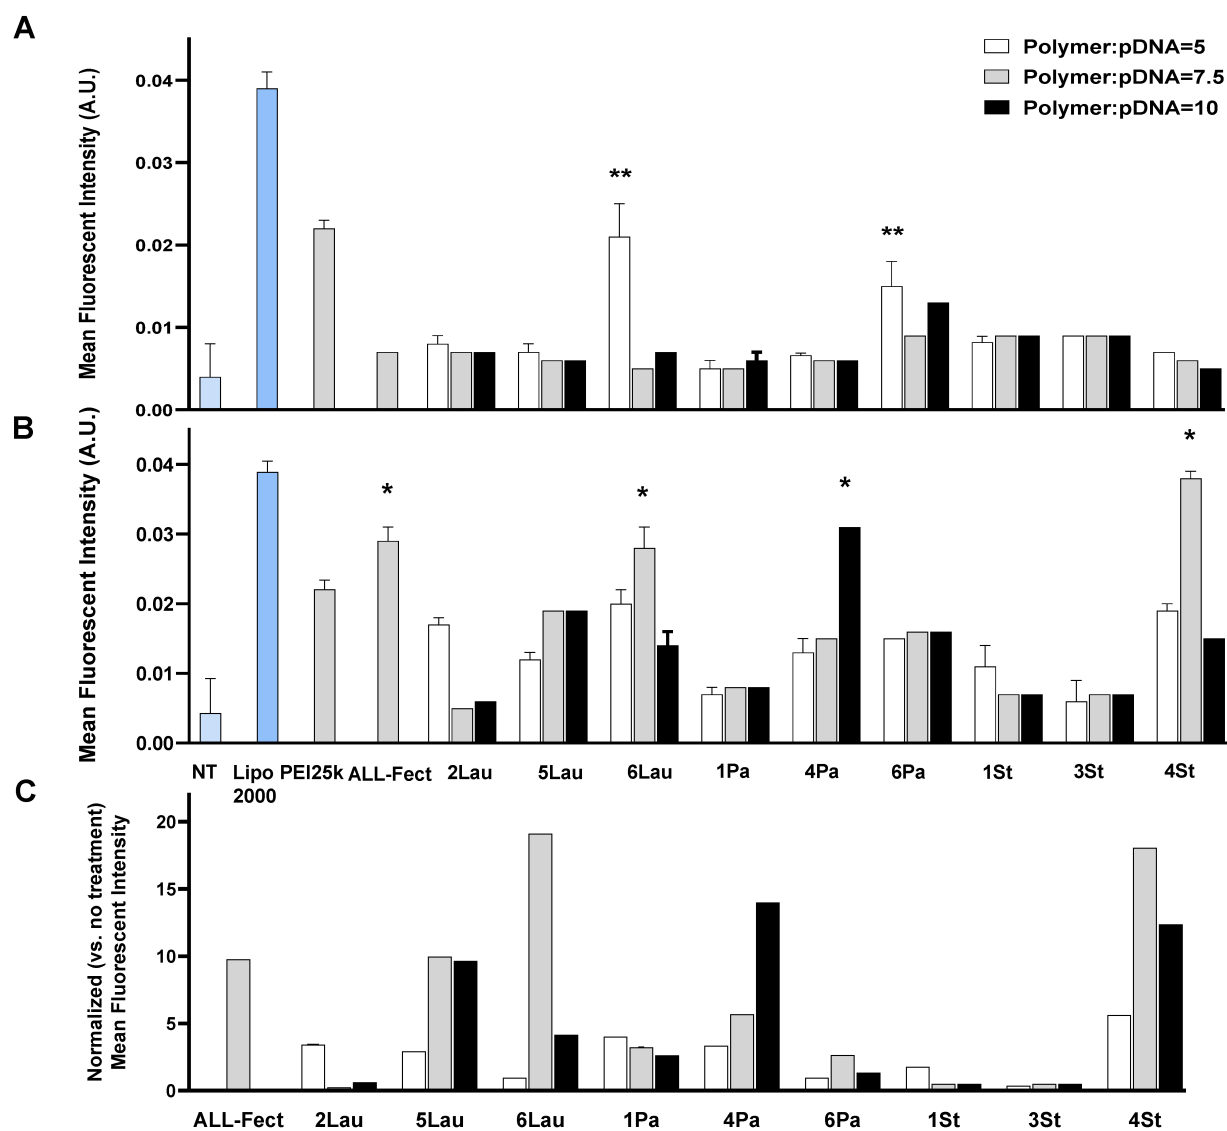 A
Polymer:pDNA=5
Polymer:pDNA=7.5
Polymer:pDNA=10
Mean Fluorescent Intensity (A.U.)
0.04
0.03
0.02
0.01
0.00
**
**
B
Mean Fluorescent Intensity (A.U.)
0.04
0.03
0.02
0.01
0.00
*
*
*
*
NT Lipo 2000 PEI25k ALL-Fect 2Lau 5Lau 6Lau 1Pa 4Pa 6Pa 1St 3St 4St
C
Normalized (vs. no treatment)
Mean Fluorescent Intensity
20
15
10
5
0
ALL-Fect 2Lau 5Lau 6Lau 1Pa 4Pa 6Pa 1St 3St 4St